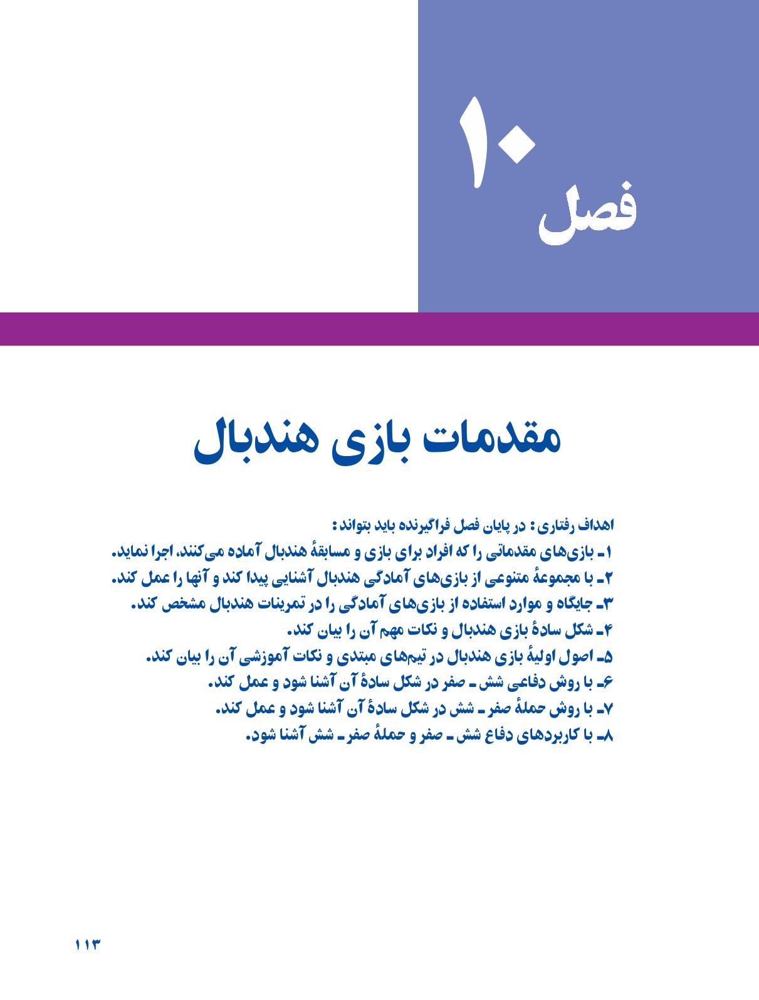 ۱۰
فصل
مقدمات بازی هندبال
اهداف رفتاری: در پایان فصل فراگیرنده باید بتواند:
۱ـ بازی‌های مقدماتی را که افراد برای بازی و مسابقهٔ هندبال آماده می‌کنند، اجرا نماید.
۲ـ با مجموعهٔ متنوعی از بازی‌های آمادگی هندبال آشنایی پیدا کند و آنها را عمل کند.
۳ـ جایگاه و موارد استفاده از بازی‌های آمادگی را در تمرینات هندبال مشخص کند.
۴ـ شکل سادهٔ بازی هندبال و نکات مهم آن را بیان کند.
۵ـ اصول اولیهٔ بازی هندبال در تیم‌های مبتدی و نکات آموزشی آن را بیان کند.
۶ـ با روش دفاعی شش ـ صفر در شکل سادهٔ آن آشنا شود و عمل کند.
۷ـ با روش حملهٔ صفر ـ شش در شکل سادهٔ آن آشنا شود و عمل کند.
۸ـ با کاربردهای دفاع شش ـ صفر و حملهٔ صفر ـ شش آشنا شود.
۱۱۳